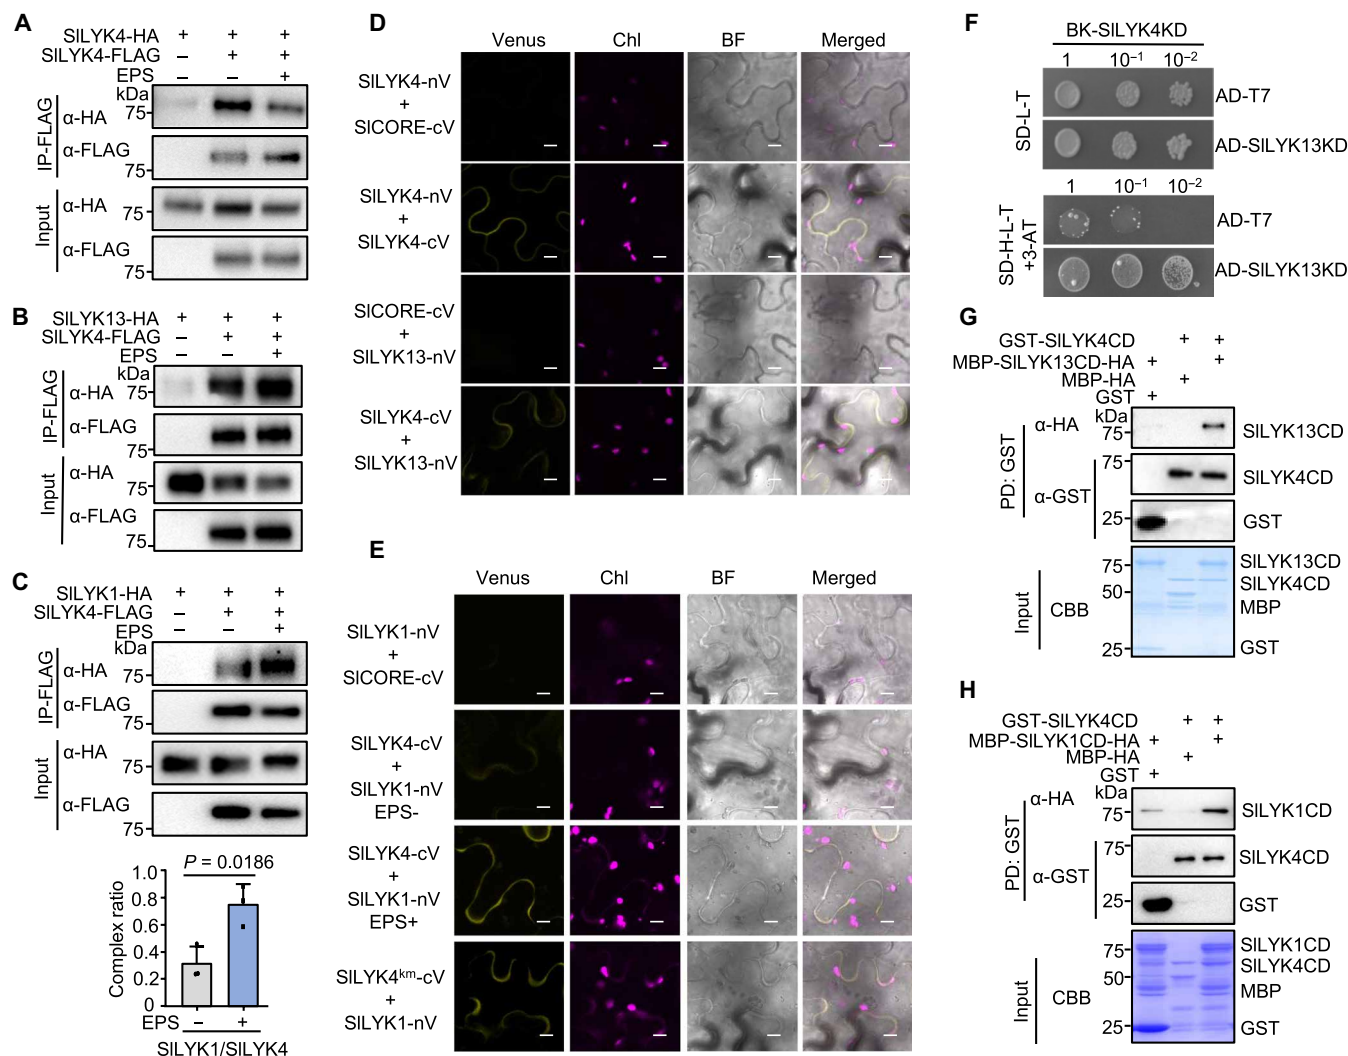 A
SlLYK4-HA + + +
SlLYK4-FLAG – + +
EPS – – +
kDa
IP-FLAG
α-HA
75
α-FLAG
75
Input
α-HA
75
α-FLAG
75
B
SlLYK13-HA + + +
SlLYK4-FLAG – + +
EPS – – +
kDa
IP-FLAG
α-HA
75
α-FLAG
75
Input
α-HA
75
α-FLAG
75
C
SlLYK1-HA + + +
SlLYK4-FLAG – + +
EPS – – +
kDa
IP-FLAG
α-HA
75
α-FLAG
75
Input
α-HA
75
α-FLAG
75
P = 0.0186
Complex ratio
1.0
0.8
0.6
0.4
0.2
0
EPS – +
SlLYK1/SlLYK4
D
Venus Chl BF Merged
SlLYK4-nV
+
SlCORE-cV
SlLYK4-nV
+
SlLYK4-cV
SlCORE-cV
+
SlLYK13-nV
SlLYK4-cV
+
SlLYK13-nV
E
Venus Chl BF Merged
SlLYK1-nV
+
SlCORE-cV
SlLYK4-cV
+
SlLYK1-nV
EPS-
SlLYK4-cV
+
SlLYK1-nV
EPS+
SlLYK4ᵏᵐ-cV
+
SlLYK1-nV
F
BK-SlLYK4KD
1 10⁻¹ 10⁻²
SD-L-T
AD-T7
AD-SlLYK13KD
1 10⁻¹ 10⁻²
SD-H-L-T
+3-AT
AD-T7
AD-SlLYK13KD
G
GST-SlLYK4CD + +
MBP-SlLYK13CD-HA + +
MBP-HA +
GST +
kDa
PD: GST
α-HA
75
SlLYK13CD
α-GST
75
SlLYK4CD
25
GST
Input
CBB
75
50
25
SlLYK13CD
SlLYK4CD
MBP
GST
H
GST-SlLYK4CD + +
MBP-SlLYK1CD-HA + +
MBP-HA +
GST +
kDa
PD: GST
α-HA
75
SlLYK1CD
α-GST
75
SlLYK4CD
25
GST
Input
CBB
75
50
25
SlLYK1CD
SlLYK4CD
MBP
GST